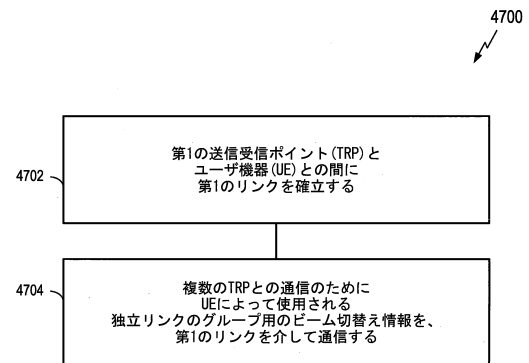 4700
4702
第1の送信受信ポイント(TRP)と
ユーザ機器(UE)との間に
第1のリンクを確立する
4704
複数のTRPとの通信のために
UEによって使用される
独立リンクのグループ用のビーム切替え情報を、
第1のリンクを介して通信する